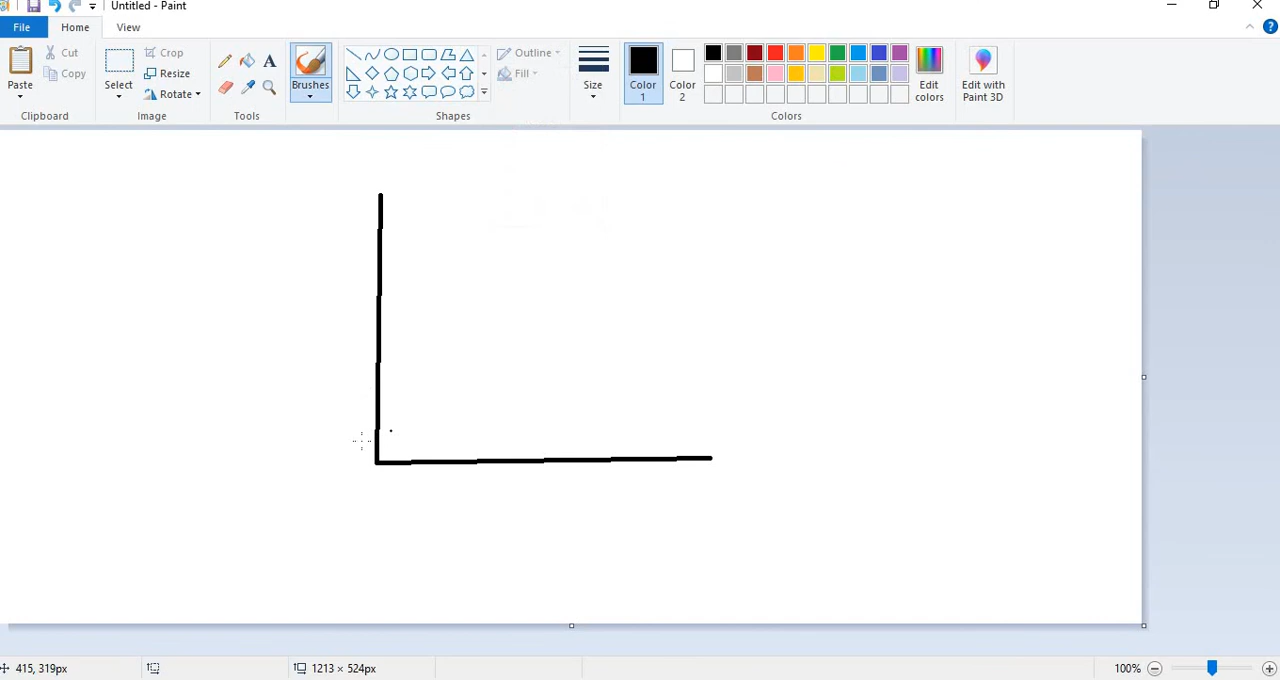 Untitled - Paint
File Home View
Paste
Cut
Copy
Clipboard
Select
Crop
Resize
Rotate
Image
Tools
Brushes
Shapes
Outline
Fill
Size
Color 1
Color 2
Edit colors
Colors
Edit with Paint 3D
415, 319px
1213 × 524px
100%